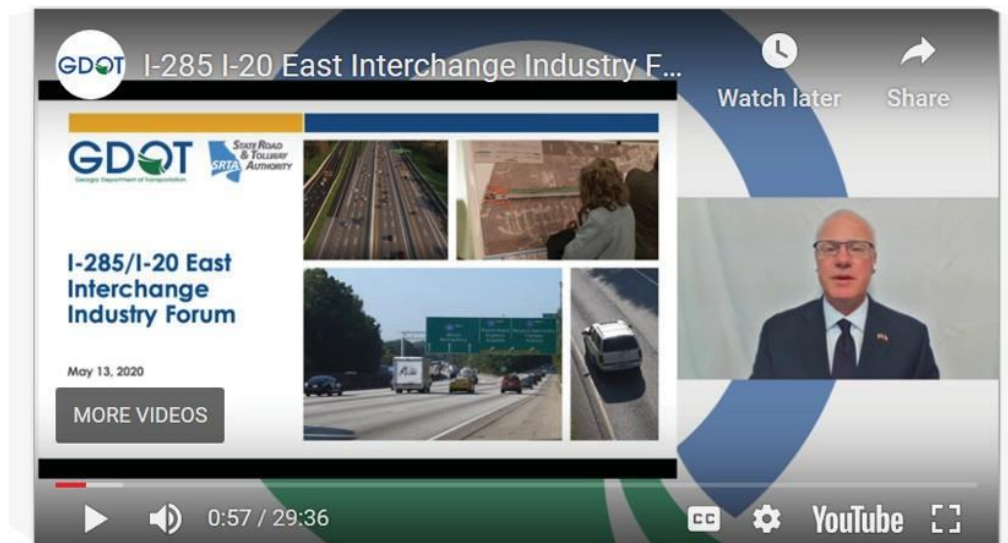 GDOT
I-285 I-20 East Interchange Industry F...
Watch later
Share
GDOT
Georgia Department of Transportation
STATE ROAD
& TOLLWAY
SRTA AUTHORITY
I-285/I-20 East
Interchange
Industry Forum
May 13, 2020
MORE VIDEOS
0:57 / 29:36
CC
YouTube